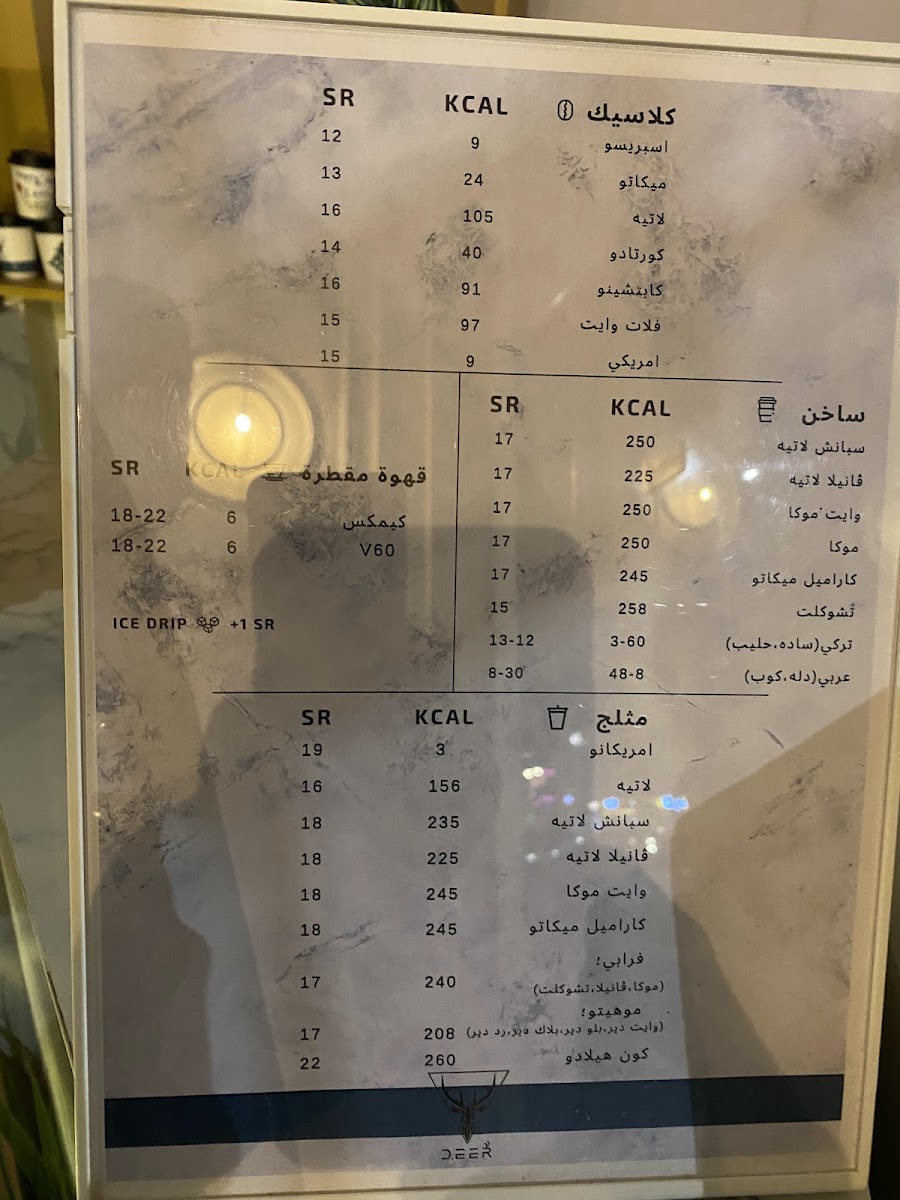 كلاسيك KCAL SR
اسبريسو 9 12
ميكاتو 24 13
لاتيه 105 16
كورتادو 40 14
كابتشينو 91 16
فلات وايت 97 15
امريكي 9 15
ساخن KCAL SR
سبانش لاتيه 250 17
ڤانيلا لاتيه 225 17
وايت موكا 250 17
موكا 250 17
كاراميل ميكاتو 245 17
تشوكلت 258 15
تركي(ساده،حليب) 3-60 13-12
عربي(دله،كوب) 48-8 8-30
قهوة مقطرة KCAL SR
كيمكس 6 18-22
V60 6 18-22
ICE DRIP +1 SR
مثلج KCAL SR
امريكانو 3 19
لاتيه 156 16
سبانش لاتيه 235 18
ڤانيلا لاتيه 225 18
وايت موكا 245 18
كاراميل ميكاتو 245 18
فرابي؛
(موكا،ڤانيلا،تشوكلت) 240 17
موهيتو؛
(وايت دير،بلو دير،بلاك دير،رد دير) 208 17
كون هيلادو 260 22
DEER